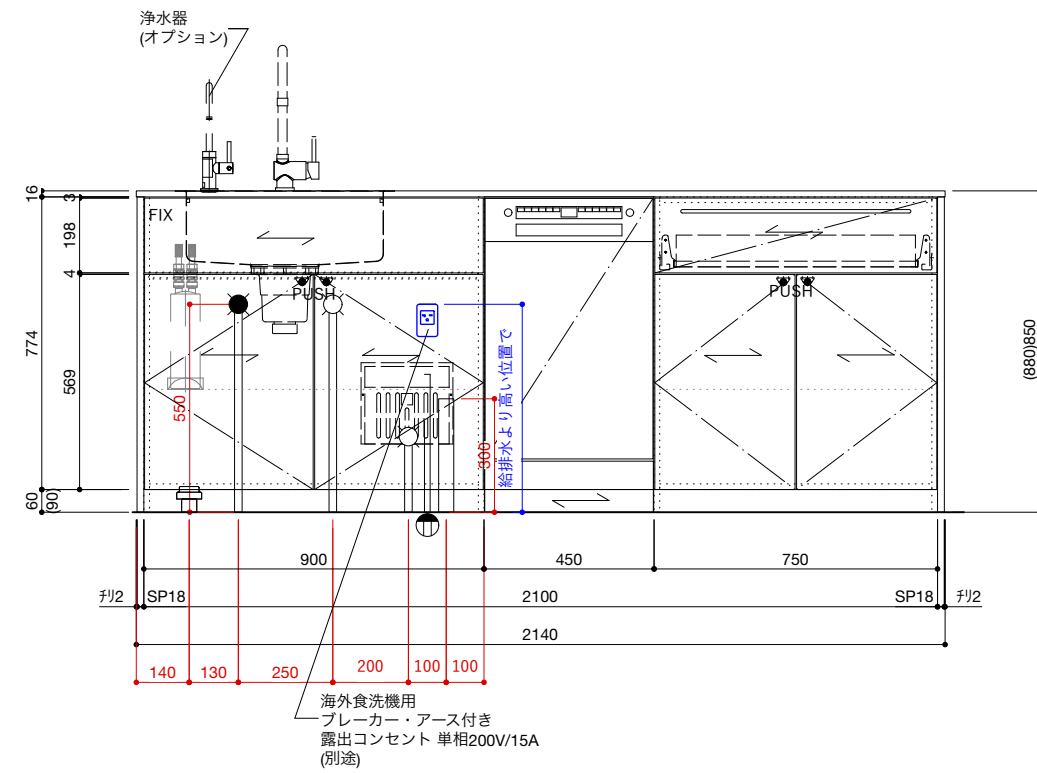 浄水器
(オプション)
16
3
FIX
198
4
PUSH
PUSH
774
569
550
300
給排水より高い位置で
(880)850
60
(90)
900
450
750
ﾁﾘ2
SP18
2100
SP18
ﾁﾘ2
2140
140
130
250
200
100
100
海外食洗機用
ブレーカー・アース付き
露出コンセント 単相200V/15A
(別途)